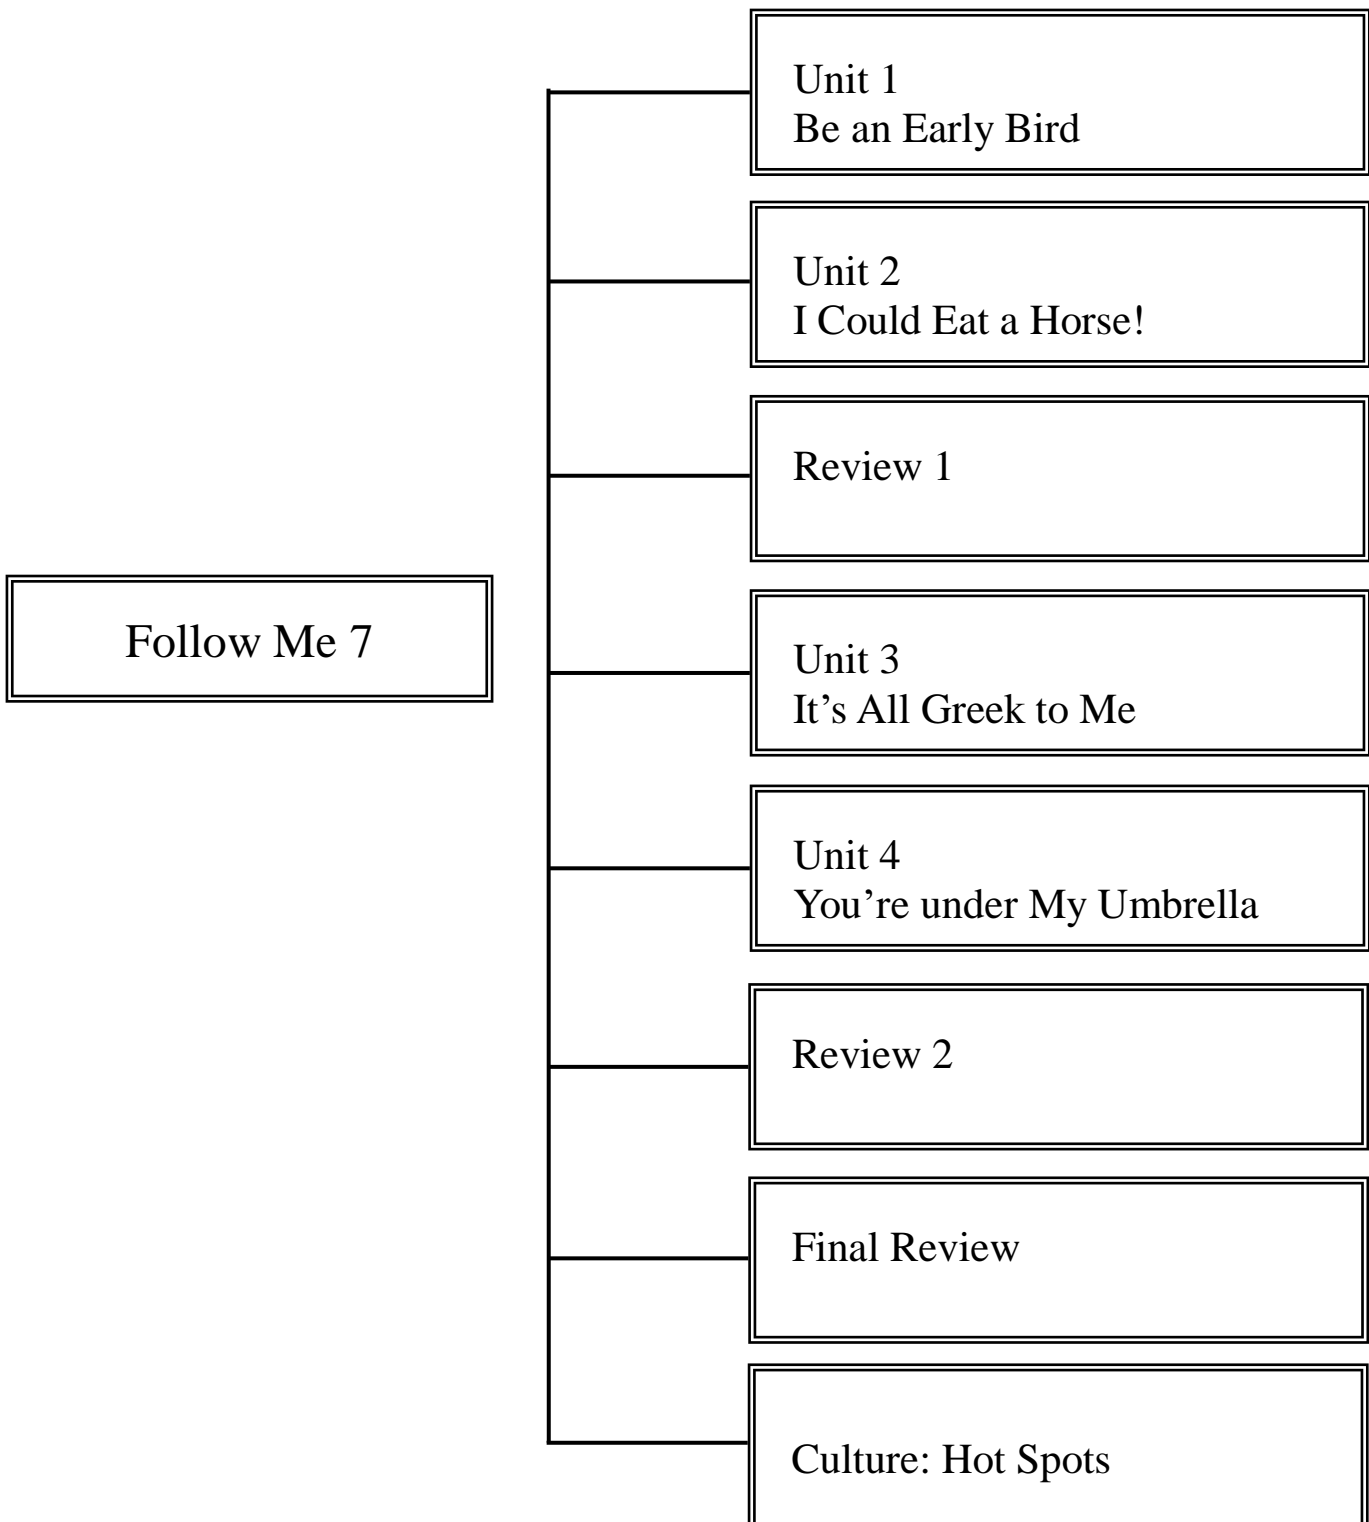 Unit 1
Be an Early Bird
Unit 2
I Could Eat a Horse!
Review 1
Follow Me 7
Unit 3
It’s All Greek to Me
Unit 4
You’re under My Umbrella
Review 2
Final Review
Culture: Hot Spots